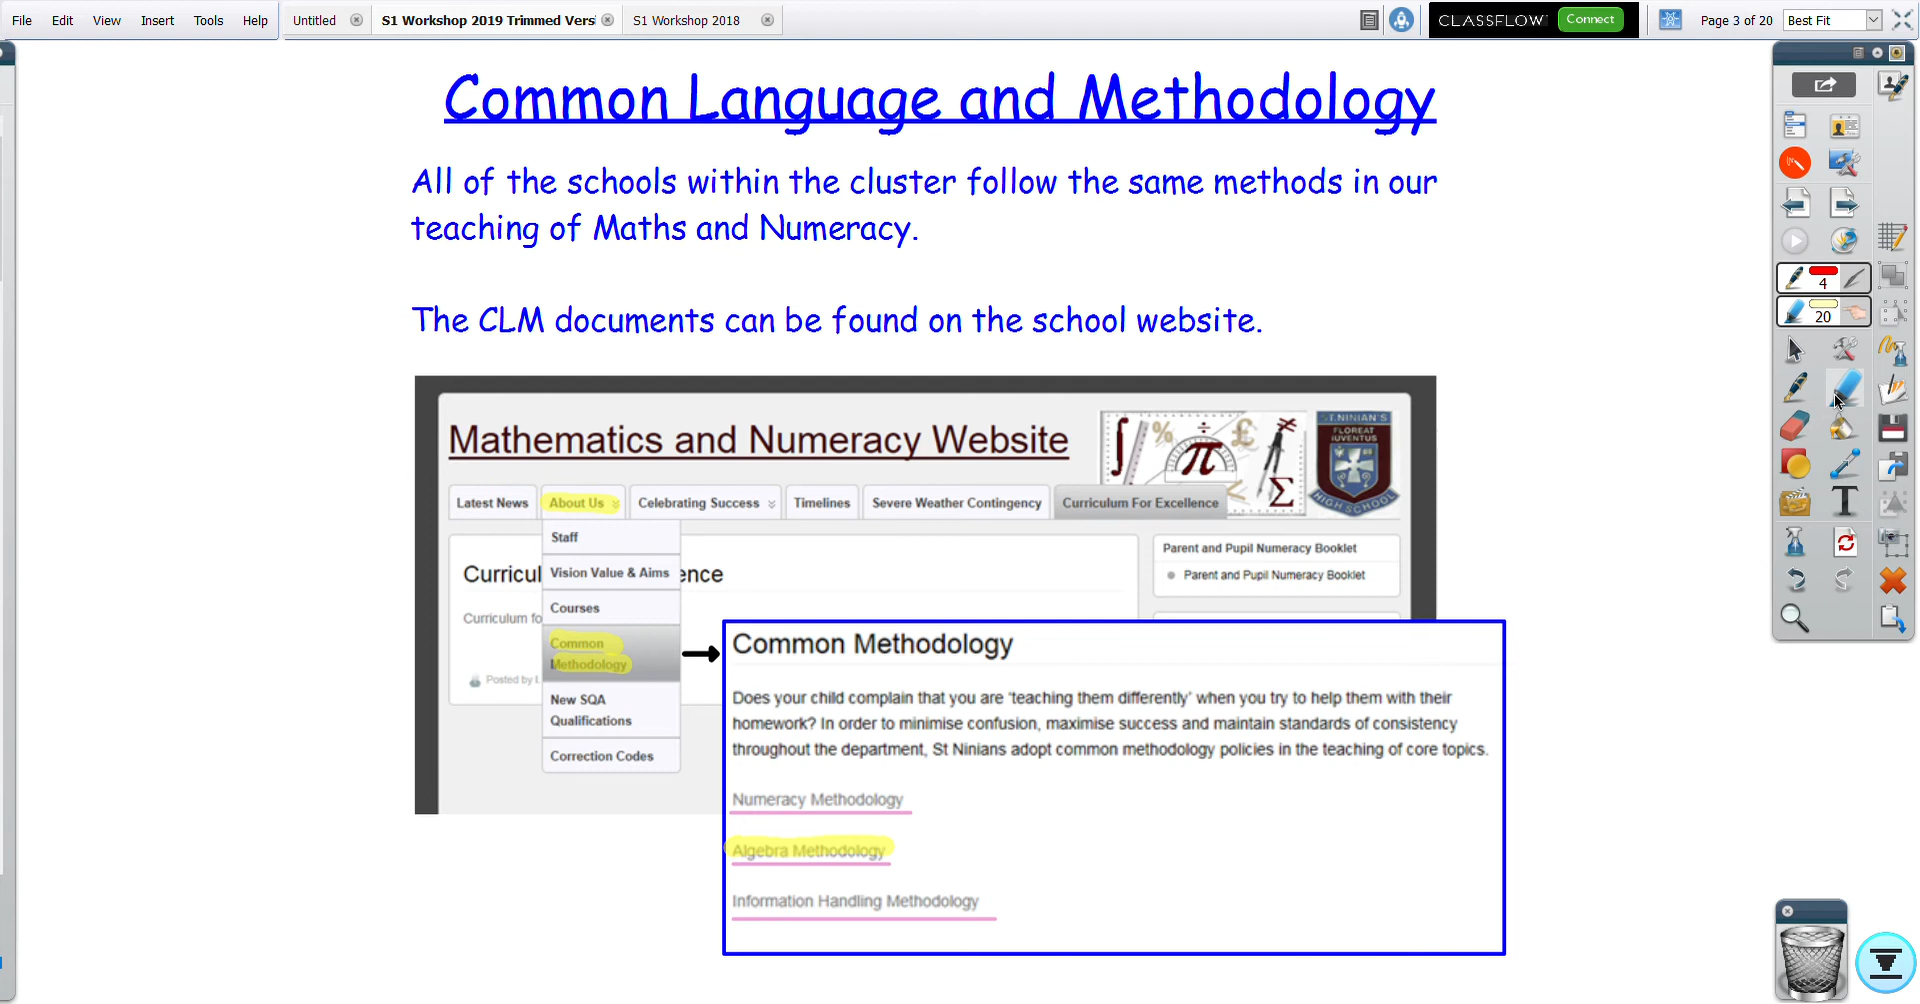 File Edit View Insert Tools Help
Untitled
S1 Workshop 2019 Trimmed Vers
S1 Workshop 2018
CLASSFLOW Connect
Page 3 of 20
Best Fit
Common Language and Methodology
All of the schools within the cluster follow the same methods in our
teaching of Maths and Numeracy.
The CLM documents can be found on the school website.
Mathematics and Numeracy Website
ST. NINIAN'S
FLOREAT
IUVENTUS
HIGH SCHOOL
Latest News About Us Celebrating Success Timelines Severe Weather Contingency Curriculum For Excellence
Staff
Vision Value & Aims
Courses
Common
Methodology
New SQA
Qualifications
Correction Codes
Curricul ence
Curriculum fo
Posted by
Parent and Pupil Numeracy Booklet
Parent and Pupil Numeracy Booklet
Common Methodology
Does your child complain that you are ‘teaching them differently’ when you try to help them with their
homework? In order to minimise confusion, maximise success and maintain standards of consistency
throughout the department, St Ninians adopt common methodology policies in the teaching of core topics.
Numeracy Methodology
Algebra Methodology
Information Handling Methodology
4
20